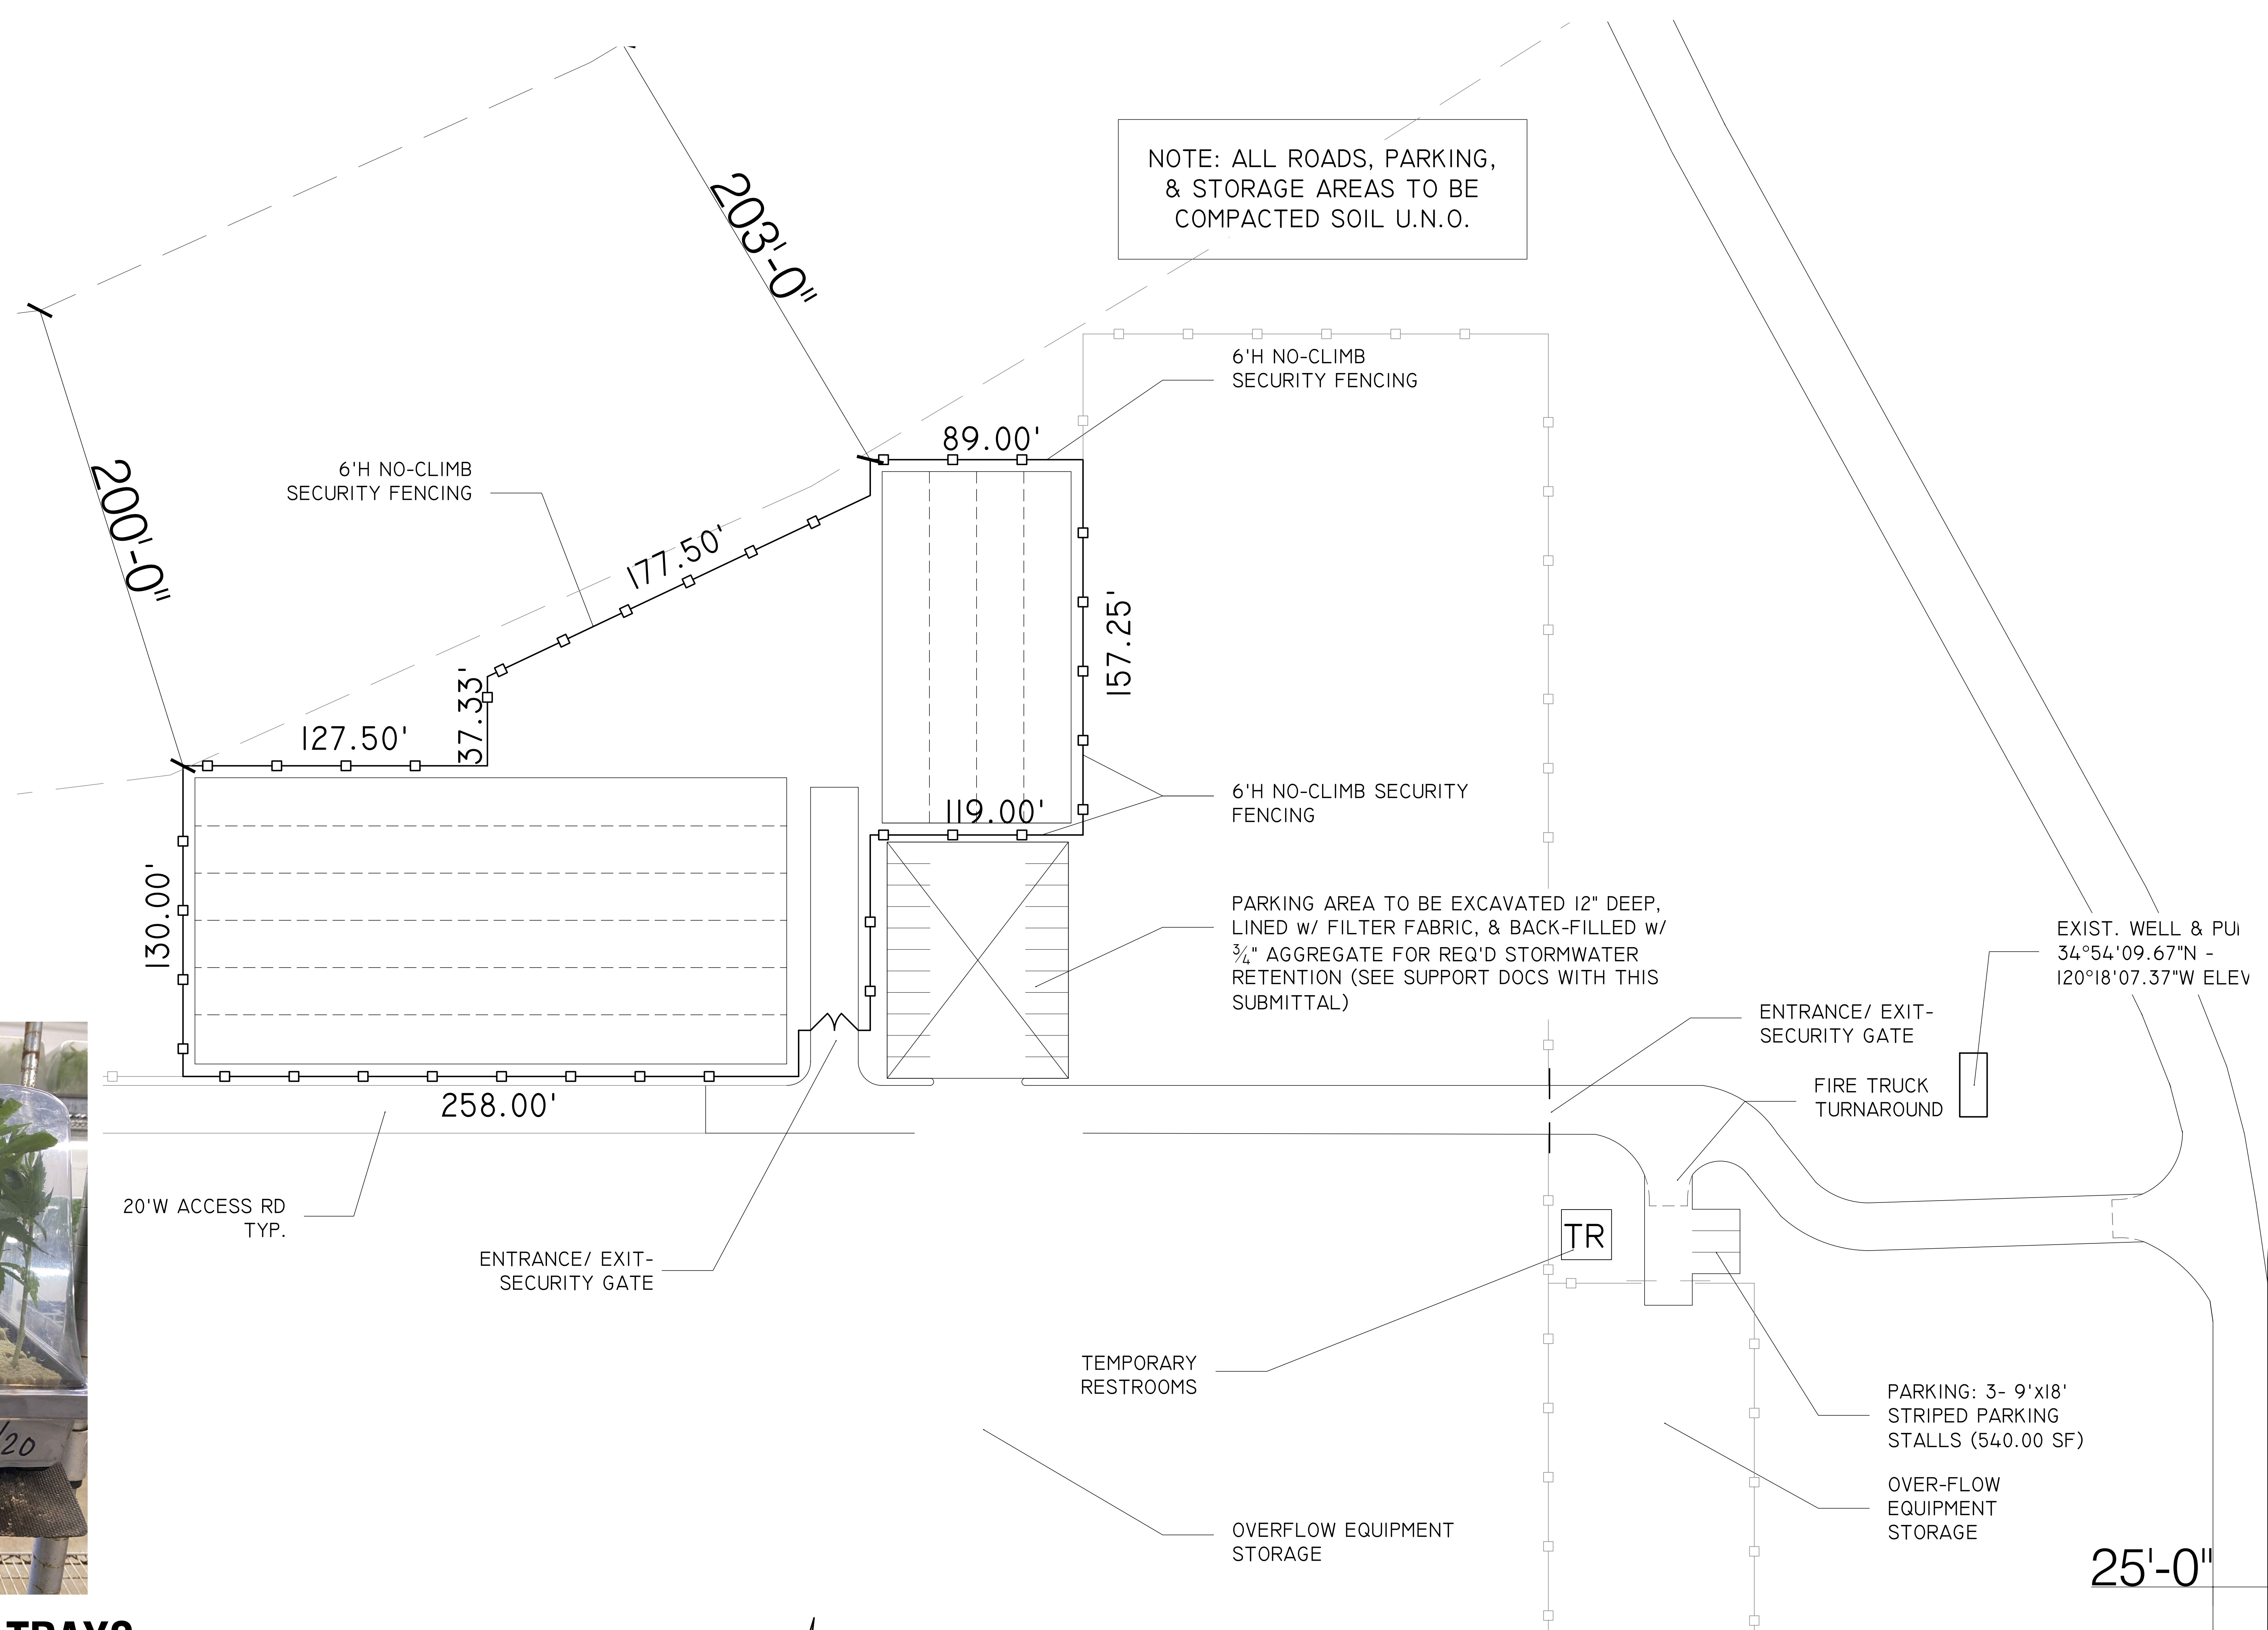 203'-0"
NOTE: ALL ROADS, PARKING,
& STORAGE AREAS TO BE
COMPACTED SOIL U.N.O.
6'H NO-CLIMB
SECURITY FENCING
89.00'
6'H NO-CLIMB
SECURITY FENCING
200'-0"
177.50'
157.25'
37.33'
127.50'
119.00'
6'H NO-CLIMB SECURITY
FENCING
130.00'
PARKING AREA TO BE EXCAVATED 12" DEEP,
LINED w/ FILTER FABRIC, & BACK-FILLED w/
3/4" AGGREGATE FOR REQ'D STORMWATER
RETENTION (SEE SUPPORT DOCS WITH THIS
SUBMITTAL)
EXIST. WELL &
34°54'09.67"N -
120°18'07.37"W
ENTRANCE/ EXIT-
SECURITY GATE
FIRE TRUCK
TURNAROUND
258.00'
20'W ACCESS RD
TYP.
TR
ENTRANCE/ EXIT-
SECURITY GATE
TEMPORARY
RESTROOMS
PARKING: 3- 9'x18'
STRIPED PARKING
STALLS (540.00 SF)
OVER-FLOW
EQUIPMENT
STORAGE
OVERFLOW EQUIPMENT
STORAGE
25'-0"
/20